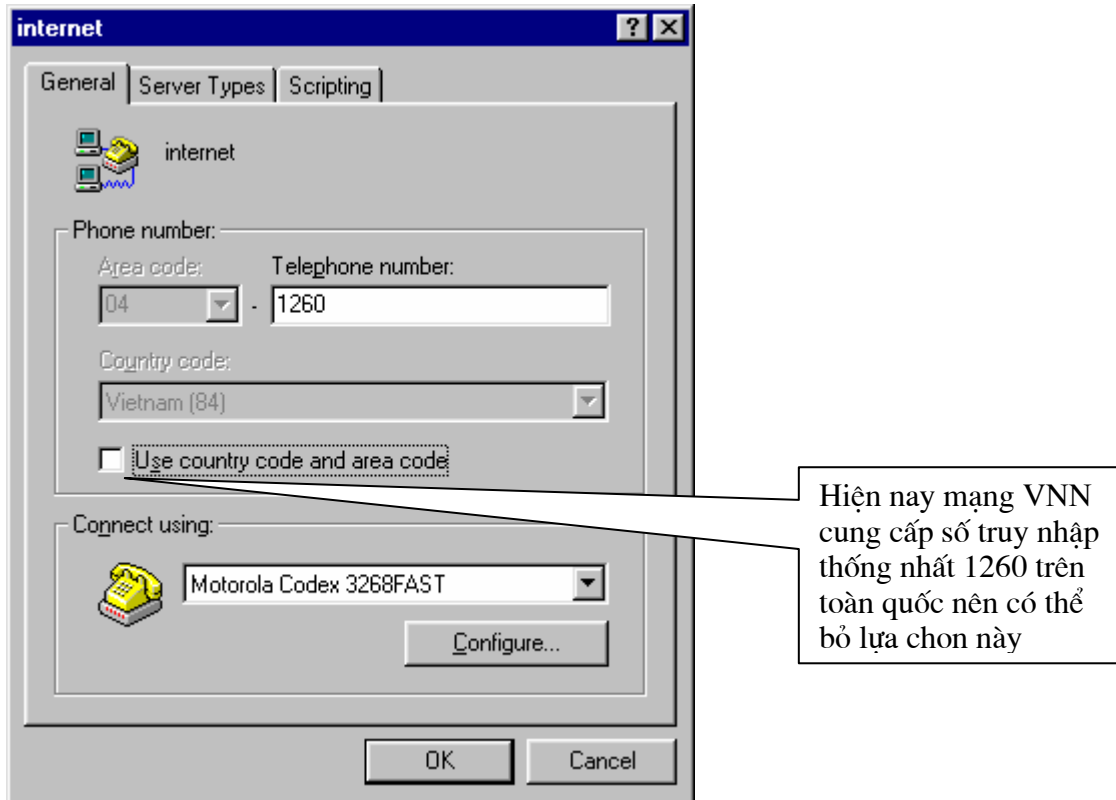 internet
General Server Types Scripting
internet
Phone number:
Area code: Telephone number:
04 - 1260
Country code:
Vietnam (84)
Use country code and area code
Connect using:
Motorola Codex 3268FAST
Configure...
OK Cancel
Hiện nay mạng VNN
cung cấp số truy nhập
thống nhất 1260 trên
toàn quốc nên có thể
bỏ lựa chon này